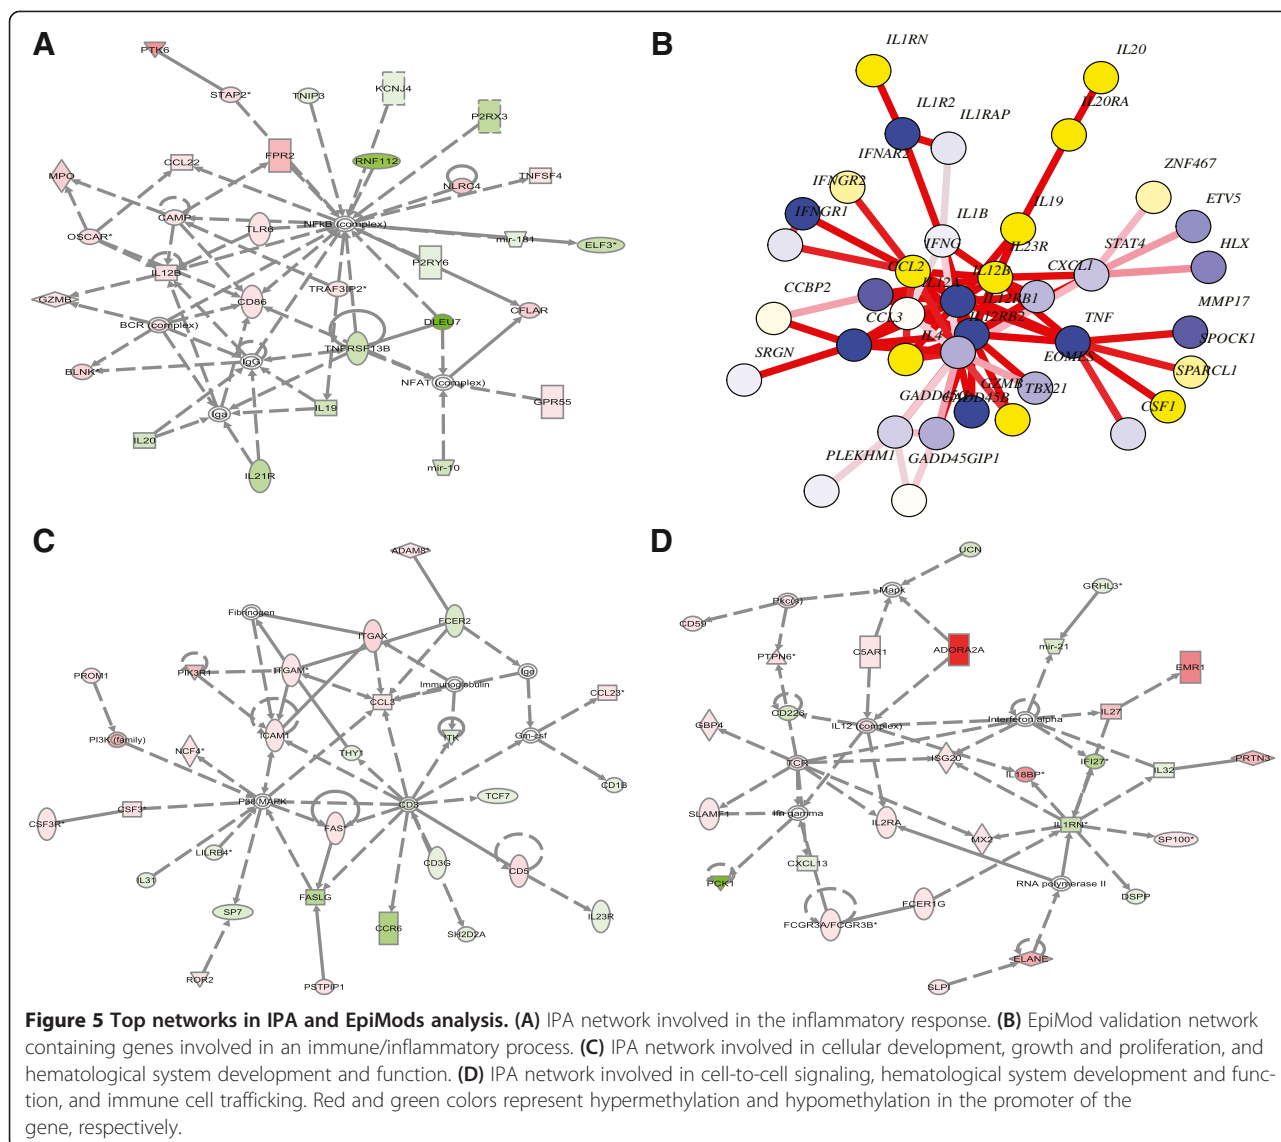 A
PTK6
STAP2*
TNIP3
KCNJ4
P2RX3
CCL22
FPR2
RNF112
NLRC4
TNFSF4
MPO
CAMP
OSCAR*
TLR6
NFkB (complex)
mir-181
ELF3*
IL12B
P2RY6
GZMB
CD86
TRAF3IP2*
CFLAR
BCR (complex)
DLEU7
TNFRSF13B
BLNK*
IgG
NFAT (complex)
GPR55
Iga
IL19
IL20
IL21R
mir-10
B
IL1RN
IL20
IL1R2
IL1RAP
IL20RA
IFNAR2
ZNF467
IFNGR2
IL19
ETV5
IFNGR1
IL1B
STAT4
IFNG
IL23R
HLX
CCL2
IL12B
CXCL1
CCBP2
IL12A
IL12RB1
MMP17
CCL3
IL12RB2
TNF
SPOCK1
SRGN
IL4
EOMES
SPARCL1
GZMB
TBX21
GADD45G
GADD45B
CSF1
PLEKHM1
GADD45GIP1
C
ADAM8*
Fibrinogen
ITGAX
FCER2
PROM1
PIK3R1
ITGAM*
Immunoglobulin
Ige
CCL3
CCL23*
PI3K (family)
NCF4*
ICAM1
THY1
ITK
Gm-csf
CD1B
P38 MAPK
CD3
TCF7
CSF3R*
CSF3*
FAS*
LILRB4*
CD3G
CD5
IL31
FASLG
SP7
CCR6
SH2D2A
IL23R
ROR2
PSTPIP1
D
UCN
Pkc(s)
Mapk
GRHL3*
CD59
PTPN6*
C5AR1
ADORA2A
mir-21
EMR1
CD226
IL12 (complex)
Interferon alpha
IL27
GBP4
TCR
ISG20
IL18BP*
IFI27*
IL32
PRTN3
SLAMF1
Ifn gamma
IL2RA
MX2
IL1RN*
SP100*
CXCL13
PCK1
RNA polymerase II
DSPP
FCGR3A/FCGR3B*
FCER1G
ELANE
SLPI
Figure 5 Top networks in IPA and EpiMods analysis. (A) IPA network involved in the inflammatory response. (B) EpiMod validation network
containing genes involved in an immune/inflammatory process. (C) IPA network involved in cellular development, growth and proliferation, and
hematological system development and function. (D) IPA network involved in cell-to-cell signaling, hematological system development and func-
tion, and immune cell trafficking. Red and green colors represent hypermethylation and hypomethylation in the promoter of the
gene, respectively.